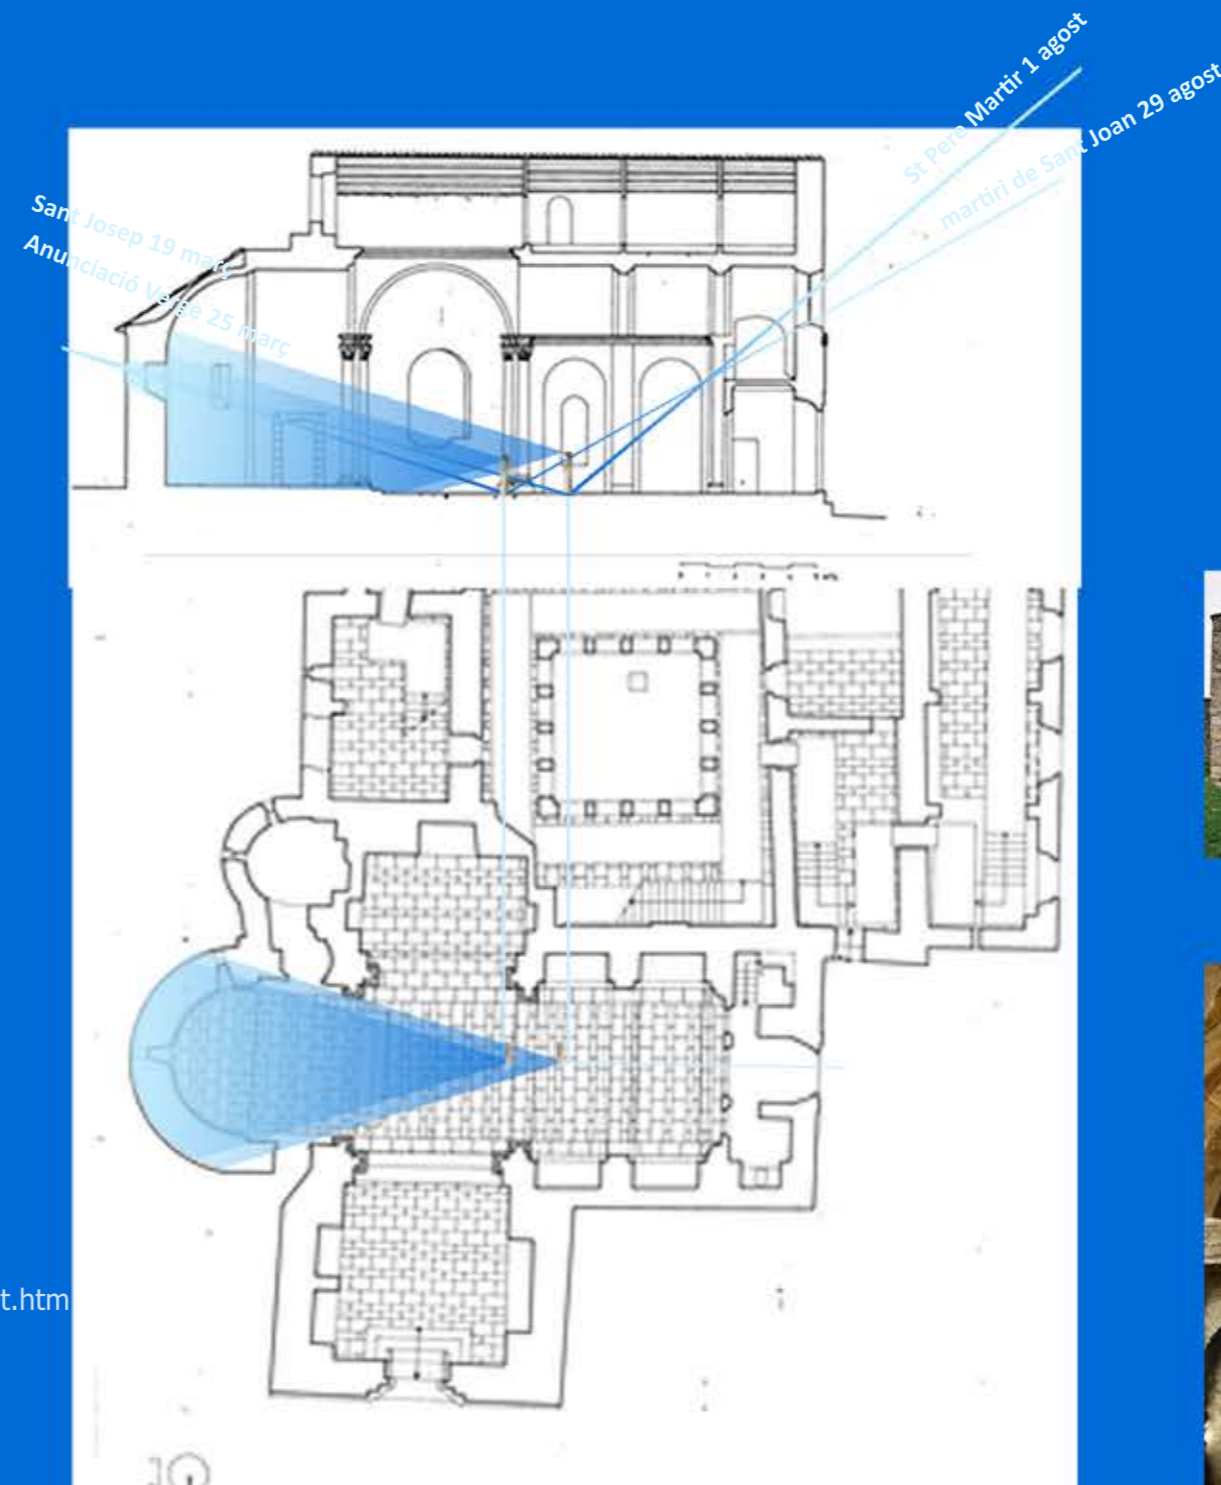 St Pere Martir 1 agost
martiri de Sant Joan 29 agost
Sant Josep 19 març
Anunciació Verge 25 març
t.htm